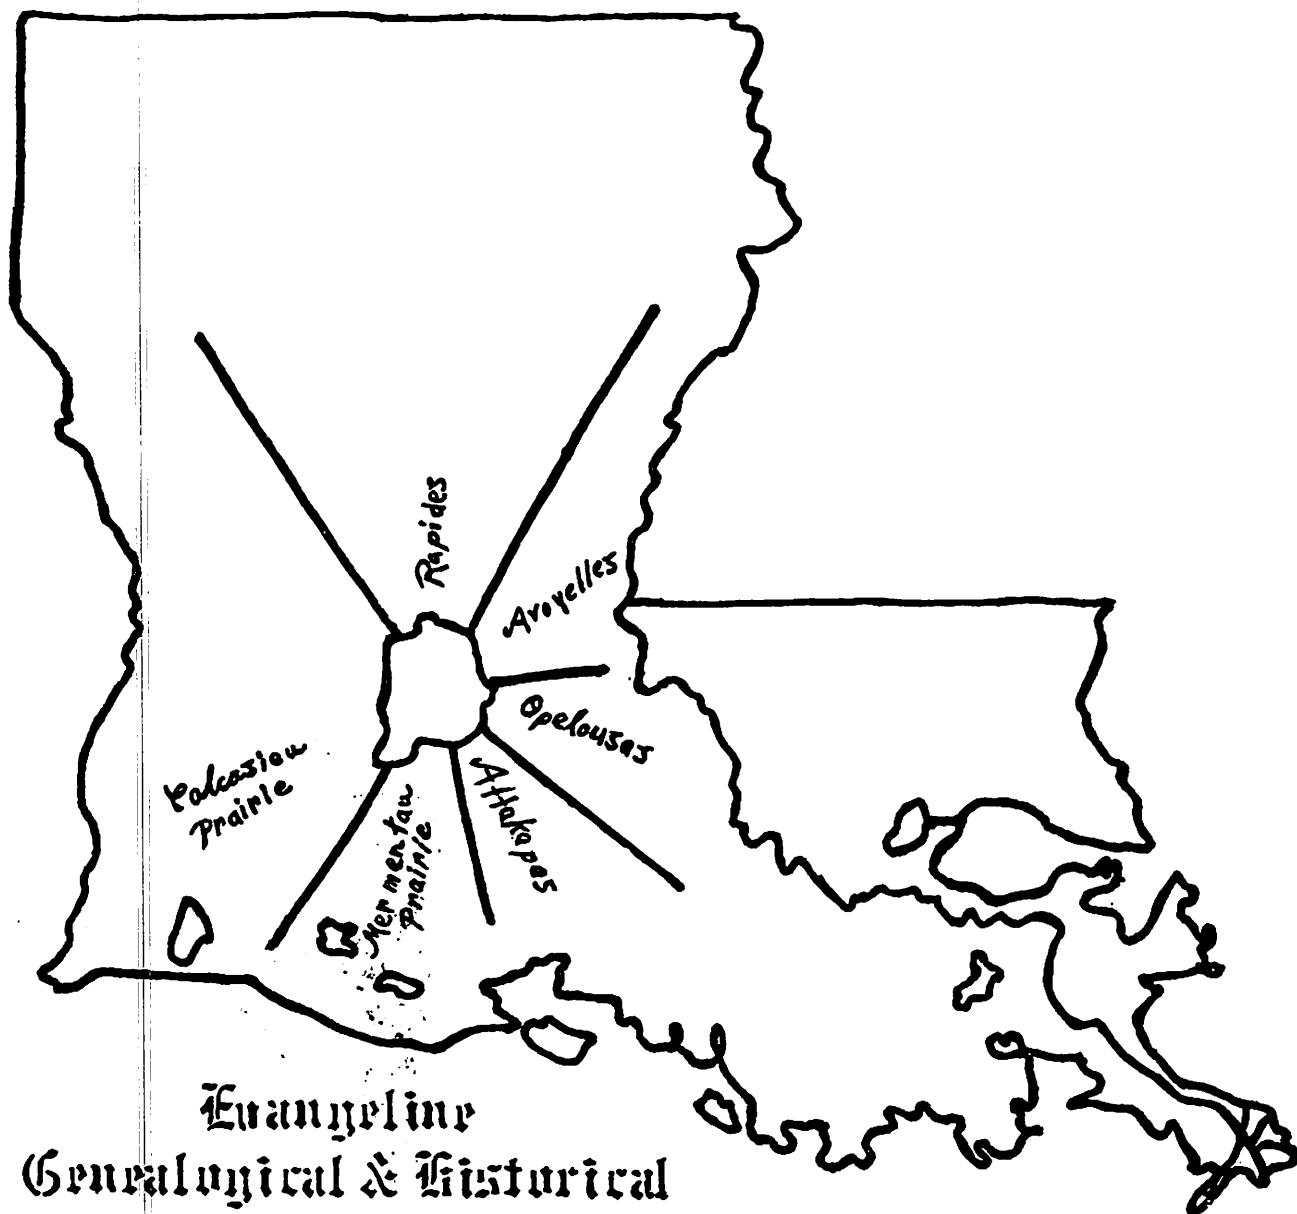 Rapides
Avoyelles
Opelousas
Attakapas
Mermentau
Prairie
Calcasieu
Prairie
Evangeline
Genealogical & Historical